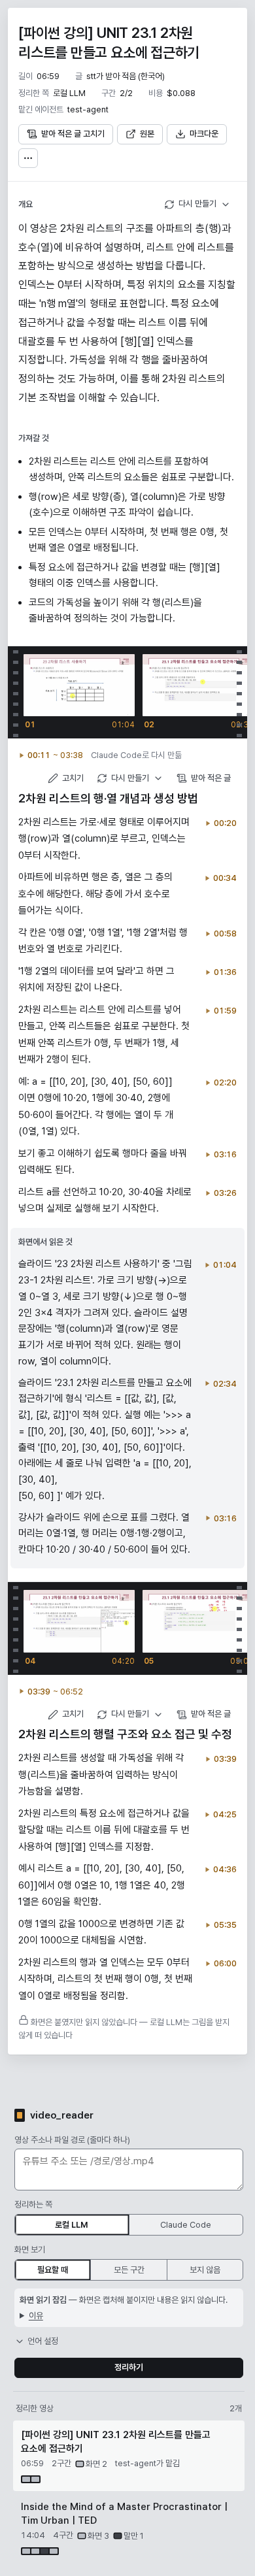 [파이썬 강의] UNIT 23.1 2차원
리스트를 만들고 요소에 접근하기
길이 06:59 글 stt가 받아 적음 (한국어)
정리한 쪽 로컬 LLM 구간 2/2 비용 $0.088
맡긴 에이전트 test-agent
받아 적은 글 고치기 원본 마크다운
개요 다시 만들기
이 영상은 2차원 리스트의 구조를 아파트의 층(행)과
호수(열)에 비유하여 설명하며, 리스트 안에 리스트를
포함하는 방식으로 생성하는 방법을 다룹니다.
인덱스는 0부터 시작하며, 특정 위치의 요소를 지칭할
때는 'n행 m열'의 형태로 표현합니다. 특정 요소에
접근하거나 값을 수정할 때는 리스트 이름 뒤에
대괄호를 두 번 사용하여 [행][열] 인덱스를
지정합니다. 가독성을 위해 각 행을 줄바꿈하여
정의하는 것도 가능하며, 이를 통해 2차원 리스트의
기본 조작법을 이해할 수 있습니다.
가져갈 것
2차원 리스트는 리스트 안에 리스트를 포함하여
생성하며, 안쪽 리스트의 요소들은 쉼표로 구분합니다.
행(row)은 세로 방향(층), 열(column)은 가로 방향
(호수)으로 이해하면 구조 파악이 쉽습니다.
모든 인덱스는 0부터 시작하며, 첫 번째 행은 0행, 첫
번째 열은 0열로 배정됩니다.
특정 요소에 접근하거나 값을 변경할 때는 [행][열]
형태의 이중 인덱스를 사용합니다.
코드의 가독성을 높이기 위해 각 행(리스트)을
줄바꿈하여 정의하는 것이 가능합니다.
01 01:04 02
00:11 ~ 03:38 Claude Code로 다시 만듦
고치기 다시 만들기 받아 적은 글
2차원 리스트의 행·열 개념과 생성 방법
2차원 리스트는 가로·세로 형태로 이루어지며 00:20
행(row)과 열(column)로 부르고, 인덱스는
0부터 시작한다.
아파트에 비유하면 행은 층, 열은 그 층의 00:34
호수에 해당한다. 해당 층에 가서 호수로
들어가는 식이다.
각 칸은 '0행 0열', '0행 1열', '1행 2열'처럼 행 00:58
번호와 열 번호로 가리킨다.
'1행 2열의 데이터를 보여 달라'고 하면 그 01:36
위치에 저장된 값이 나온다.
2차원 리스트는 리스트 안에 리스트를 넣어 01:59
만들고, 안쪽 리스트들은 쉼표로 구분한다. 첫
번째 안쪽 리스트가 0행, 두 번째가 1행, 세
번째가 2행이 된다.
예: a = [[10, 20], [30, 40], [50, 60]] 02:20
이면 0행에 10·20, 1행에 30·40, 2행에
50·60이 들어간다. 각 행에는 열이 두 개
(0열, 1열) 있다.
보기 좋고 이해하기 쉽도록 행마다 줄을 바꿔 03:16
입력해도 된다.
리스트 a를 선언하고 10·20, 30·40을 차례로 03:26
넣으며 실제로 실행해 보기 시작한다.
화면에서 읽은 것
슬라이드 '23 2차원 리스트 사용하기' 중 '그림 01:04
23-1 2차원 리스트'. 가로 크기 방향(→)으로
열 0~열 3, 세로 크기 방향(↓)으로 행 0~행
2인 3×4 격자가 그려져 있다. 슬라이드 설명
문장에는 '행(column)과 열(row)'로 영문
표기가 서로 바뀌어 적혀 있다. 원래는 행이
row, 열이 column이다.
슬라이드 '23.1 2차원 리스트를 만들고 요소에 02:34
접근하기'에 형식 '리스트 = [[값, 값], [값,
값], [값, 값]]'이 적혀 있다. 실행 예는 '>>> a
= [[10, 20], [30, 40], [50, 60]]', '>>> a',
출력 '[[10, 20], [30, 40], [50, 60]]'이다.
아래에는 세 줄로 나눠 입력한 'a = [[10, 20],
[30, 40],
[50, 60] ]' 예가 있다.
강사가 슬라이드 위에 손으로 표를 그렸다. 열 03:16
머리는 0열·1열, 행 머리는 0행·1행·2행이고,
칸마다 10·20 / 30·40 / 50·60이 들어 있다.
04 04:20 05
03:39 ~ 06:52
고치기 다시 만들기 받아 적은 글
2차원 리스트의 행렬 구조와 요소 접근 및 수정
2차원 리스트를 생성할 때 가독성을 위해 각 03:39
행(리스트)을 줄바꿈하여 입력하는 방식이
가능함을 설명함.
2차원 리스트의 특정 요소에 접근하거나 값을 04:25
할당할 때는 리스트 이름 뒤에 대괄호를 두 번
사용하여 [행][열] 인덱스를 지정함.
예시 리스트 a = [[10, 20], [30, 40], [50, 04:36
60]]에서 0행 0열은 10, 1행 1열은 40, 2행
1열은 60임을 확인함.
0행 1열의 값을 1000으로 변경하면 기존 값 05:35
20이 1000으로 대체됨을 시연함.
2차원 리스트의 행과 열 인덱스는 모두 0부터 06:00
시작하며, 리스트의 첫 번째 행이 0행, 첫 번째
열이 0열로 배정됨을 정리함.
화면은 붙였지만 읽지 않았습니다 — 로컬 LLM는 그림을 받지
않게 떠 있습니다
video_reader
영상 주소나 파일 경로 (줄마다 하나)
유튜브 주소 또는 /경로/영상.mp4
정리하는 쪽
로컬 LLM Claude Code
화면 보기
필요할 때 모든 구간 보지 않음
화면 읽기 잠김 — 화면은 캡처해 붙이지만 내용은 읽지 않습니다.
이유
언어 설정
정리하기
정리한 영상 2개
[파이썬 강의] UNIT 23.1 2차원 리스트를 만들고
요소에 접근하기
06:59 2구간 화면 2 test-agent가 맡김
Inside the Mind of a Master Procrastinator |
Tim Urban | TED
14:04 4구간 화면 3 말만 1